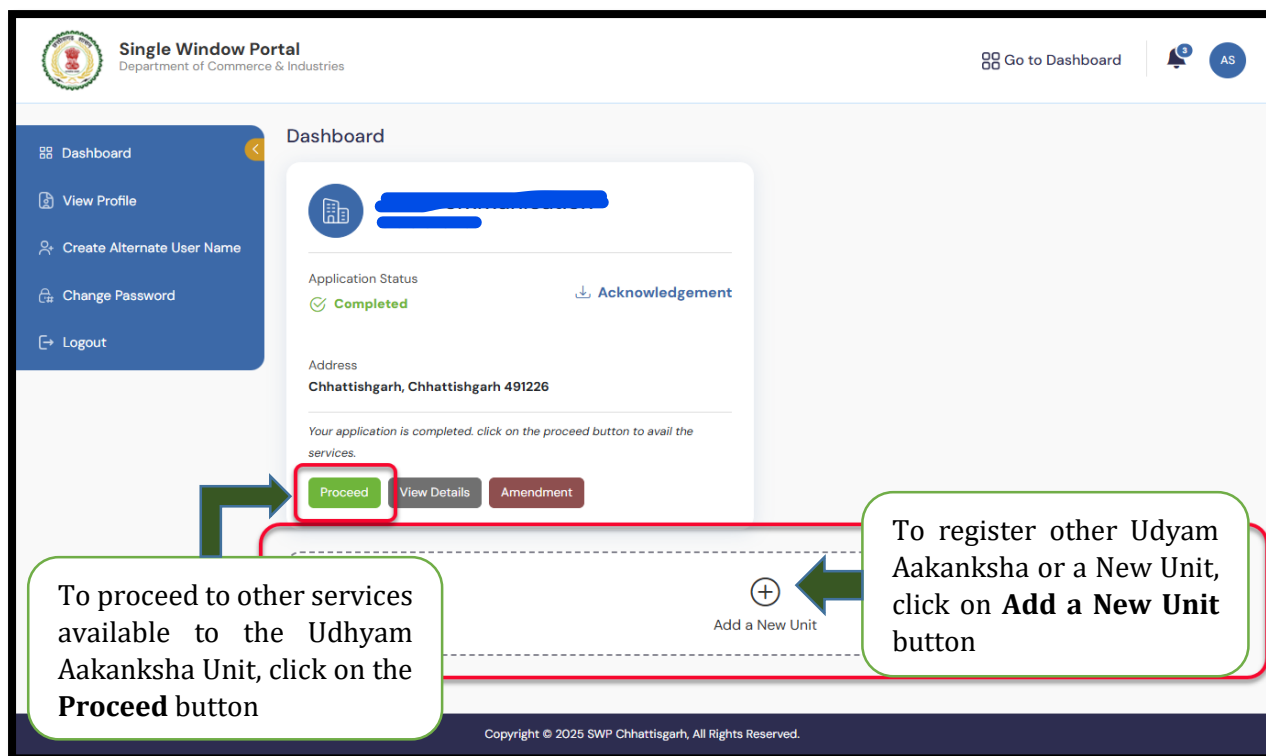 Single Window Portal
Department of Commerce & Industries
Go to Dashboard
3
AS
Dashboard
View Profile
Create Alternate User Name
Change Password
Logout
Dashboard
Application Status
Completed
Acknowledgement
Address
Chhattishgarh, Chhattishgarh 491226
Your application is completed. click on the proceed button to avail the
services.
Proceed
View Details
Amendment
To proceed to other services
available to the Udhyam
Aakanksha Unit, click on the
Proceed button
Add a New Unit
To register other Udyam
Aakanksha or a New Unit,
click on Add a New Unit
button
Copyright © 2025 SWP Chhattisgarh, All Rights Reserved.